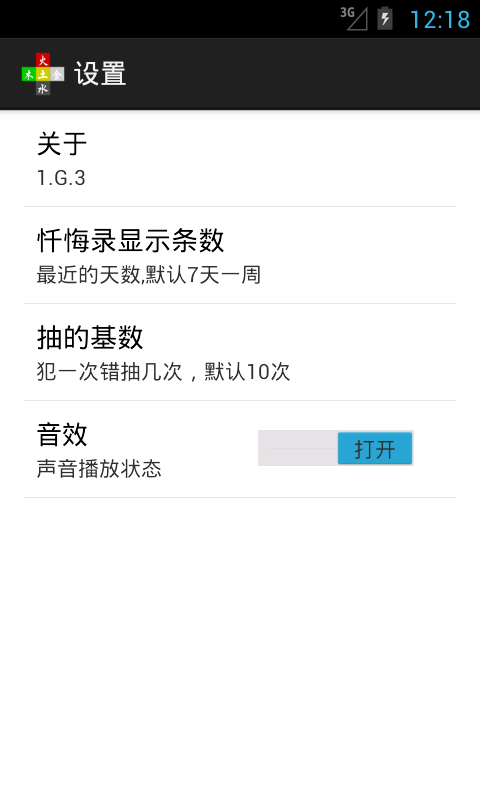 3G 12:18
火
木土金
水
设置
关于
1.G.3
忏悔录显示条数
最近的天数,默认7天一周
抽的基数
犯一次错抽几次，默认10次
音效
声音播放状态
打开